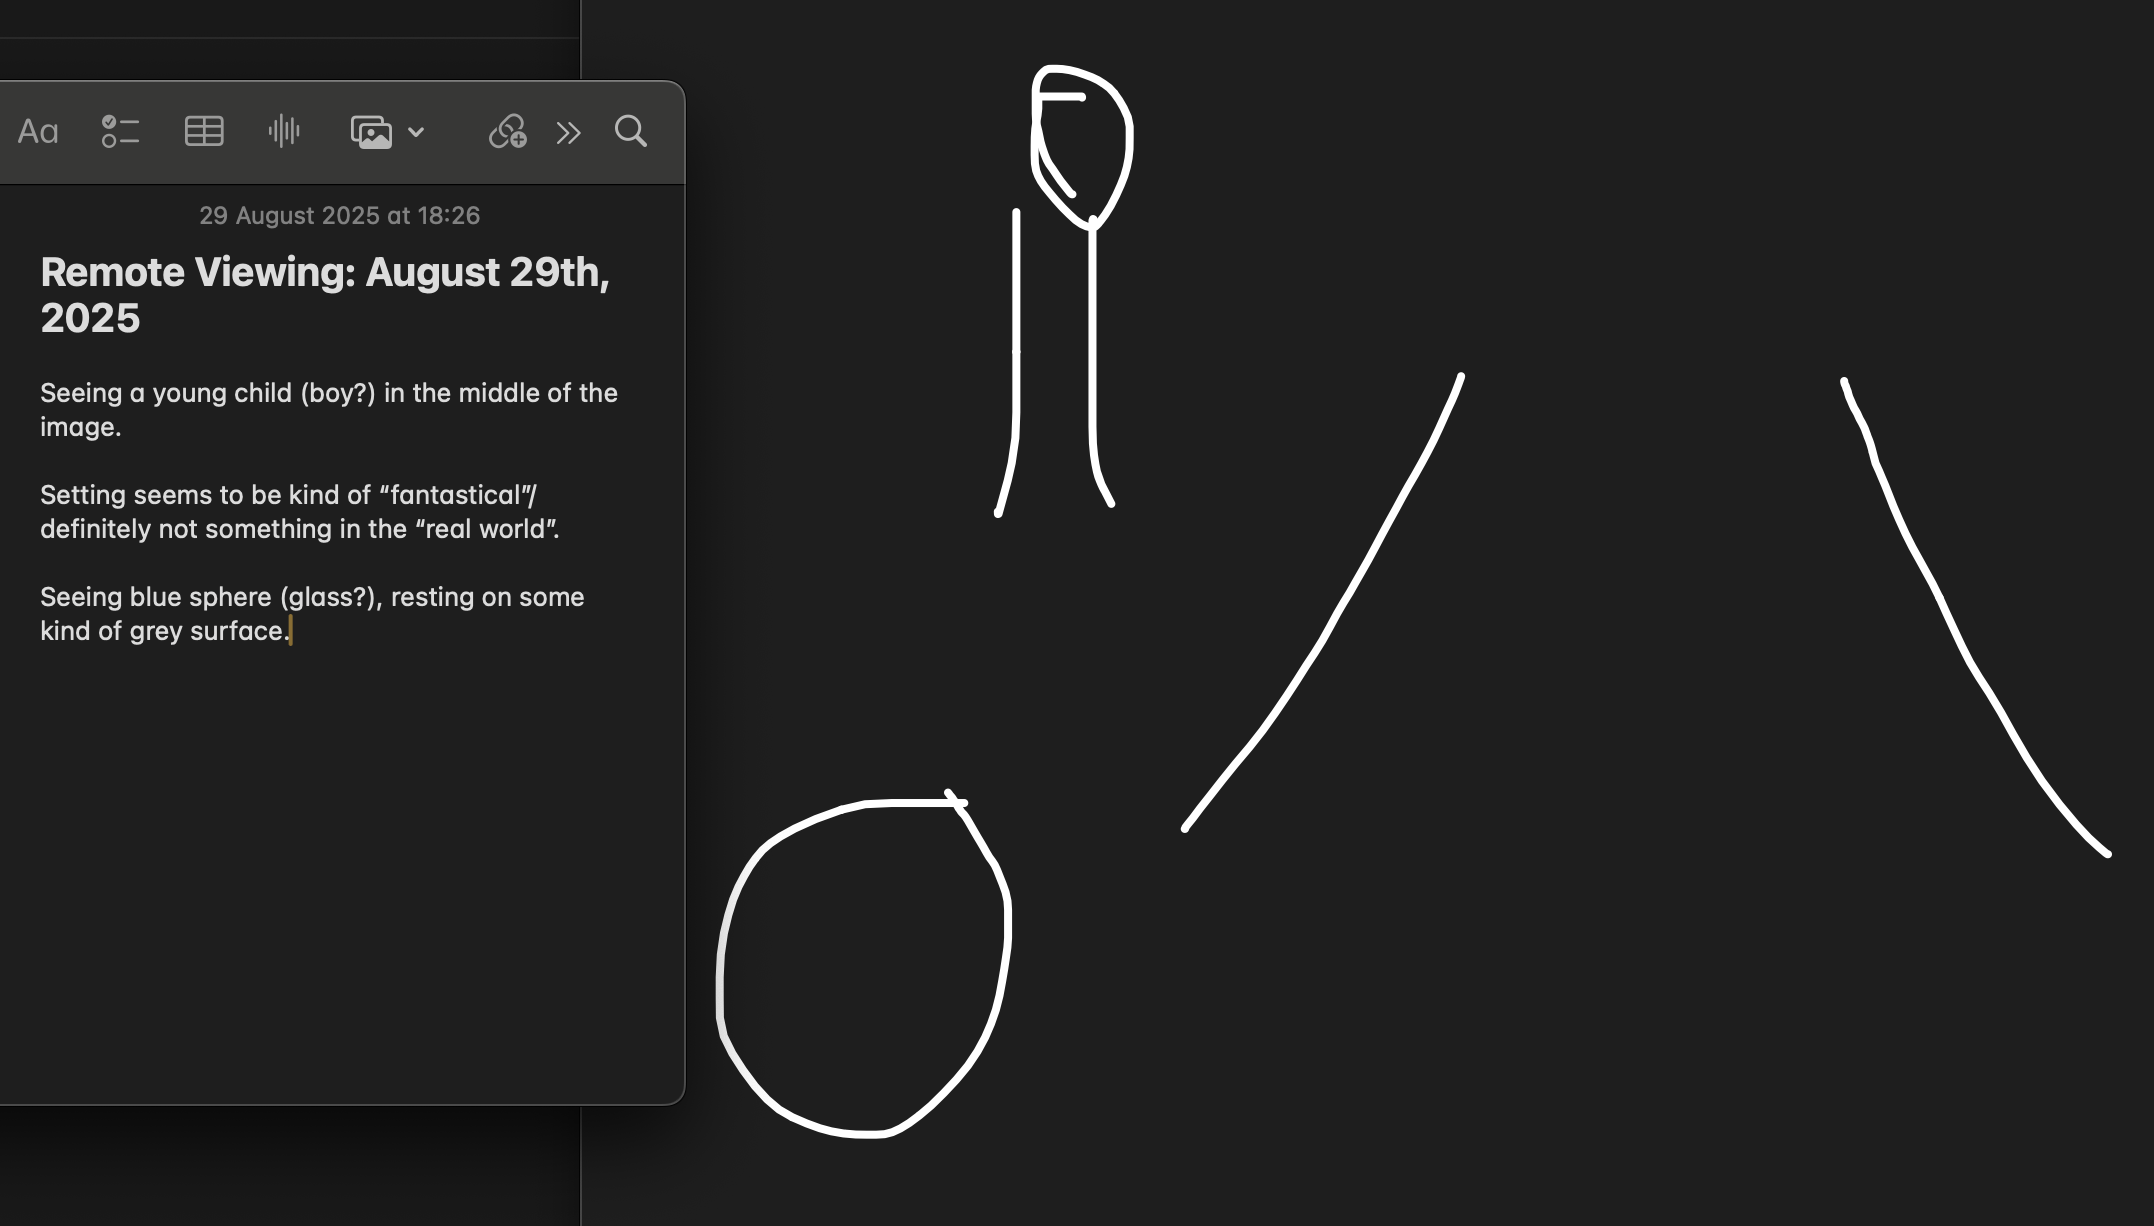 Aa
29 August 2025 at 18:26
Remote Viewing: August 29th,
2025
Seeing a young child (boy?) in the middle of the
image.
Setting seems to be kind of “fantastical”/
definitely not something in the “real world”.
Seeing blue sphere (glass?), resting on some
kind of grey surface.